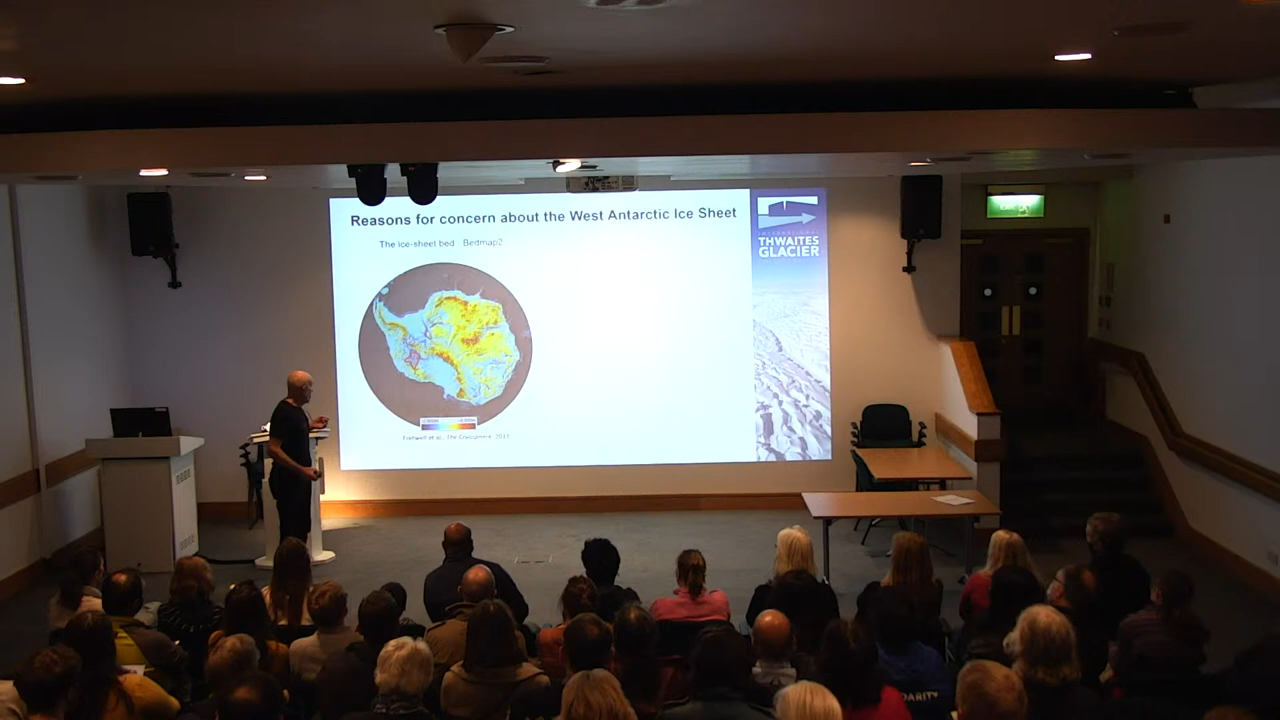 Reasons for concern about the West Antarctic Ice Sheet
The ice-sheet bed Bedmap2
Fretwell et al., The Cryosphere, 2013
INTERNATIONAL
THWAITES
GLACIER